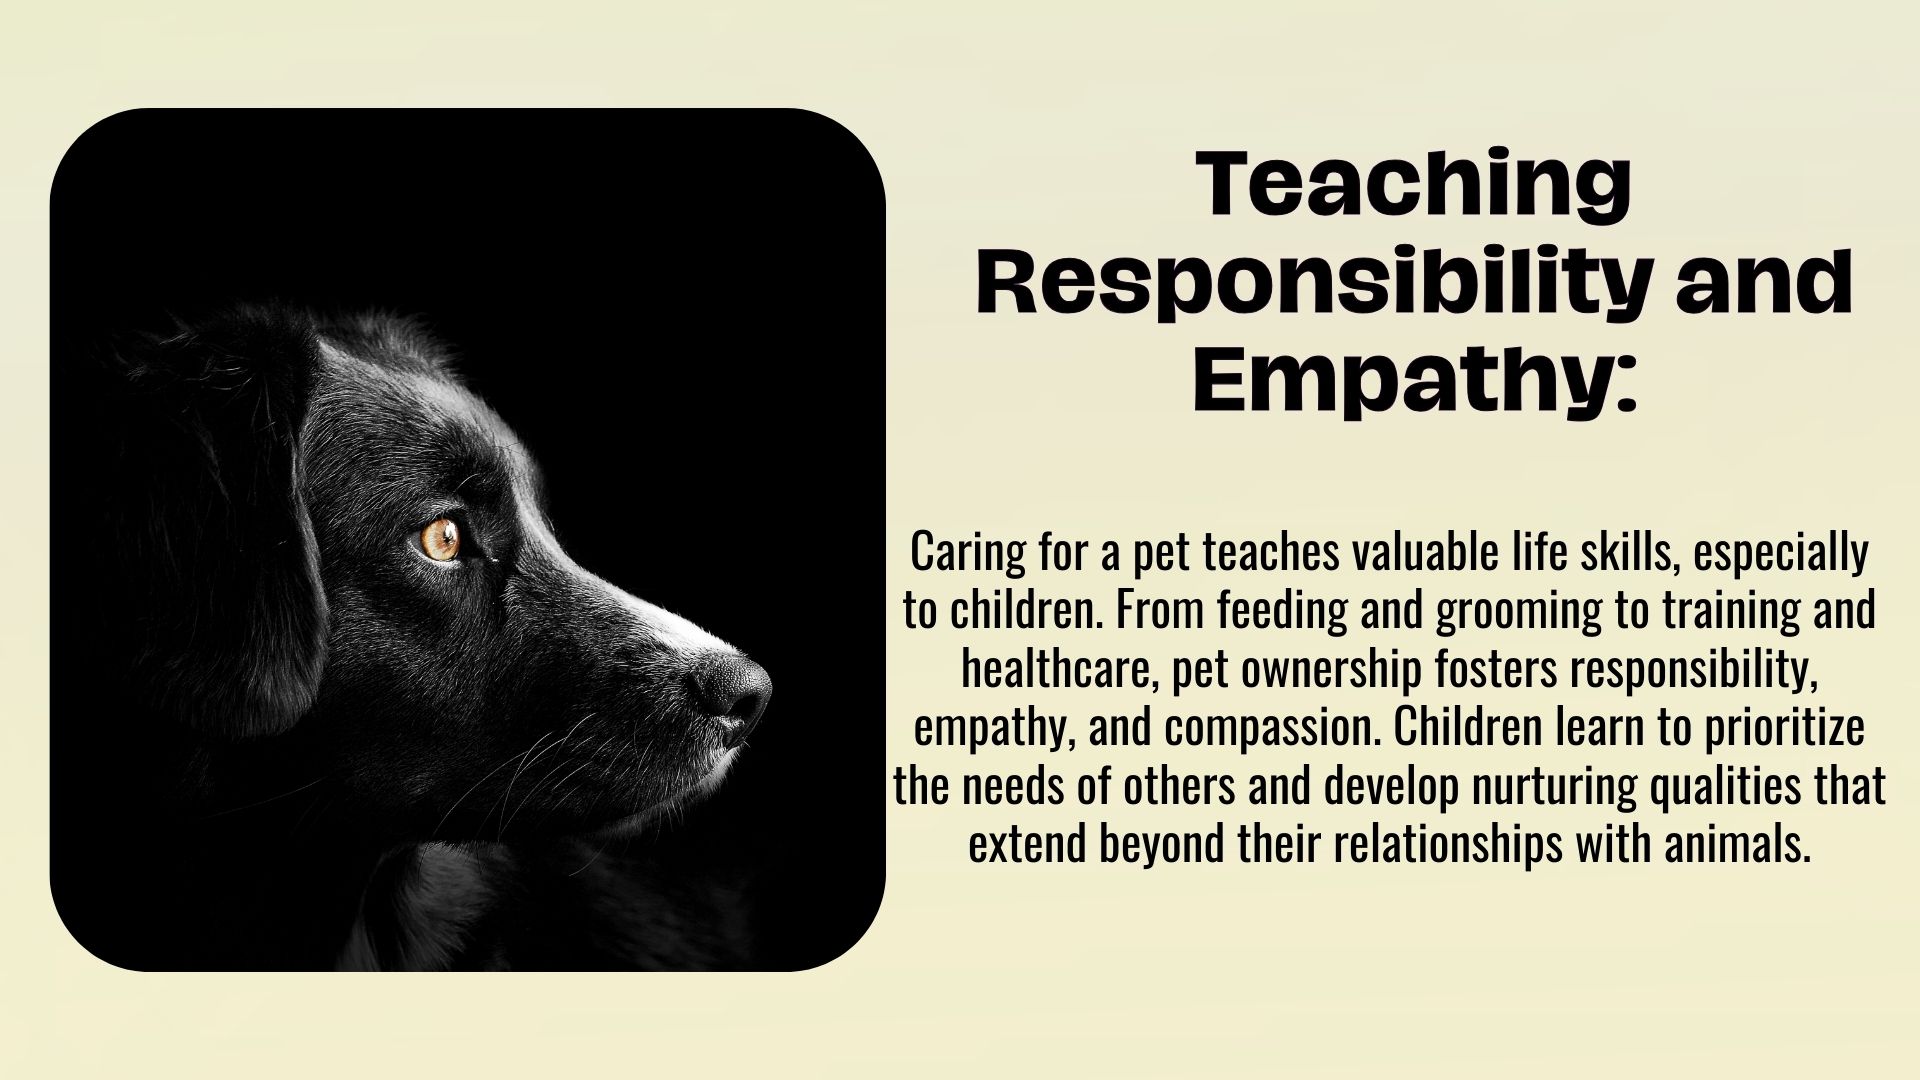 Teaching
Responsibility and
Empathy:
Caring for a pet teaches valuable life skills, especially
to children. From feeding and grooming to training and
healthcare, pet ownership fosters responsibility,
empathy, and compassion. Children learn to prioritize
the needs of others and develop nurturing qualities that
extend beyond their relationships with animals.